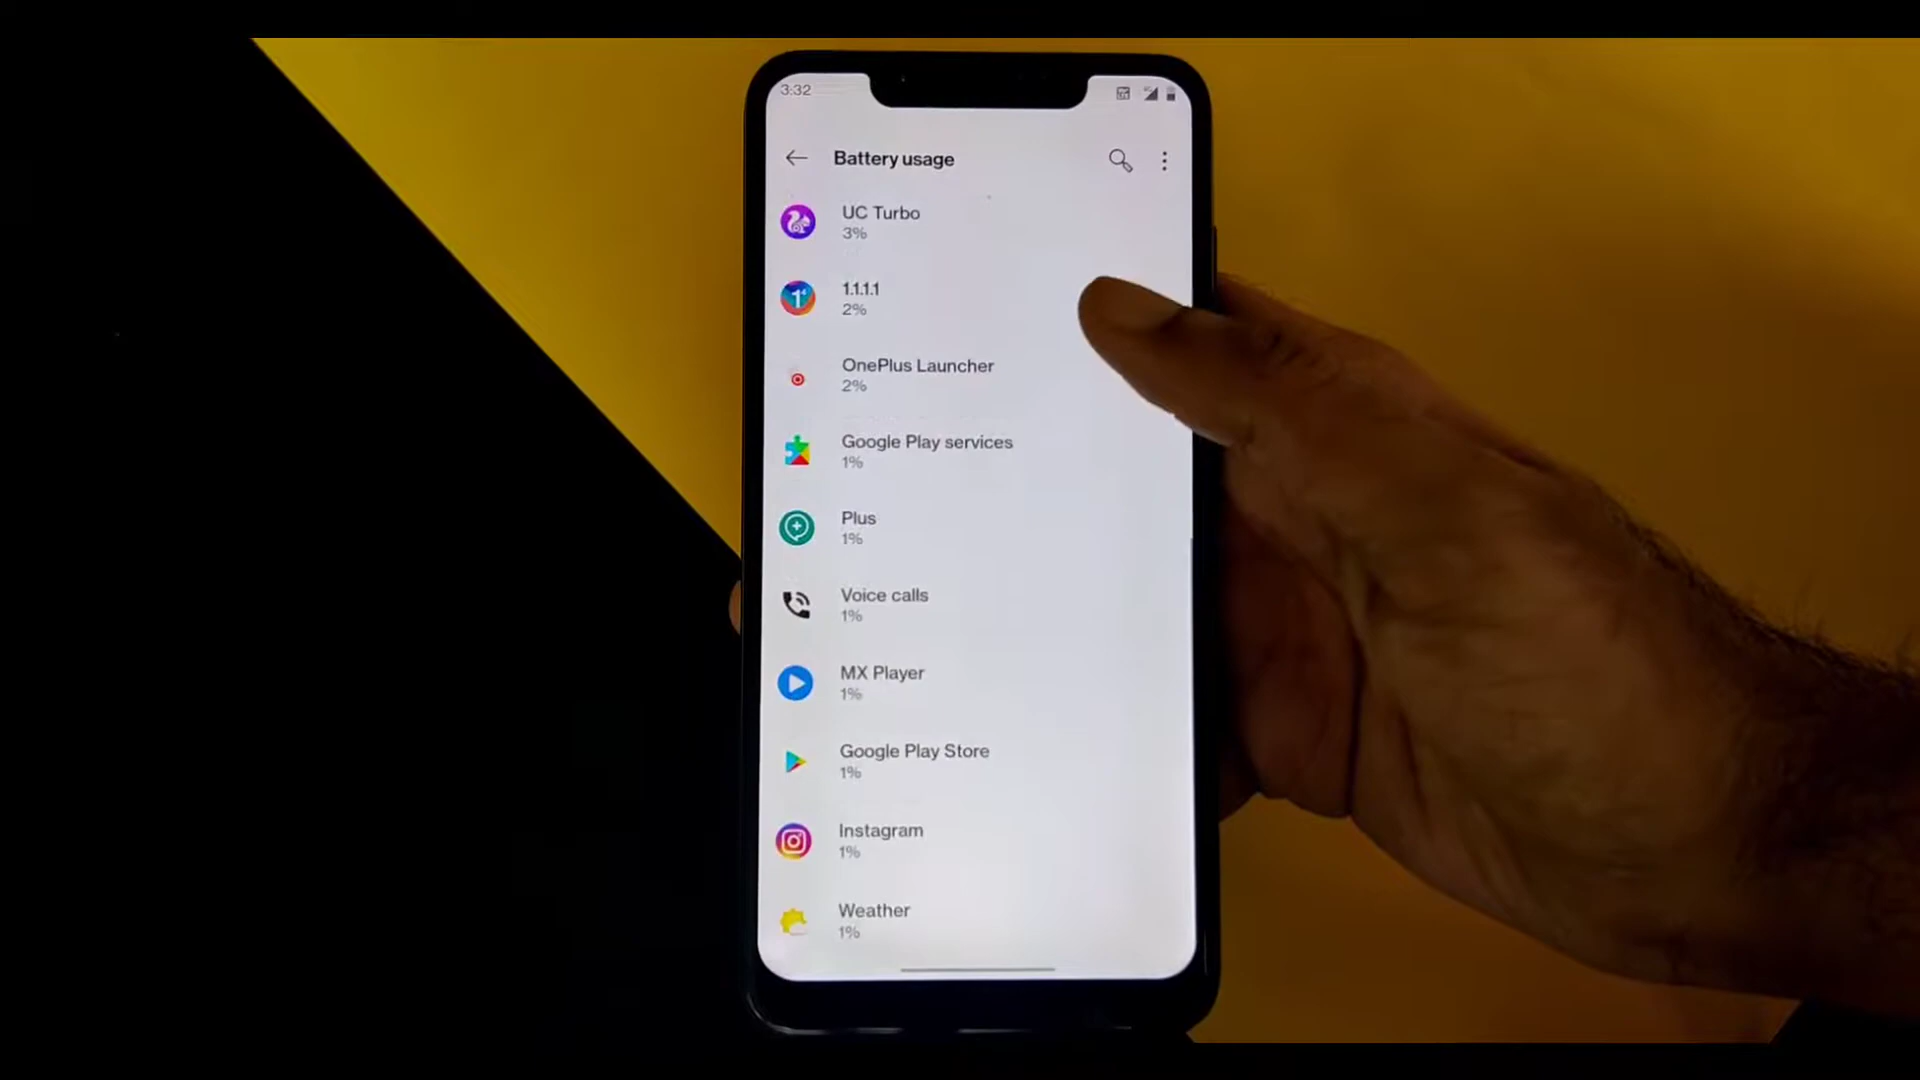 3:32
Battery usage
UC Turbo
3%
1.1.1.1
2%
OnePlus Launcher
2%
Google Play services
1%
Plus
1%
Voice calls
1%
MX Player
1%
Google Play Store
1%
Instagram
1%
Weather
1%